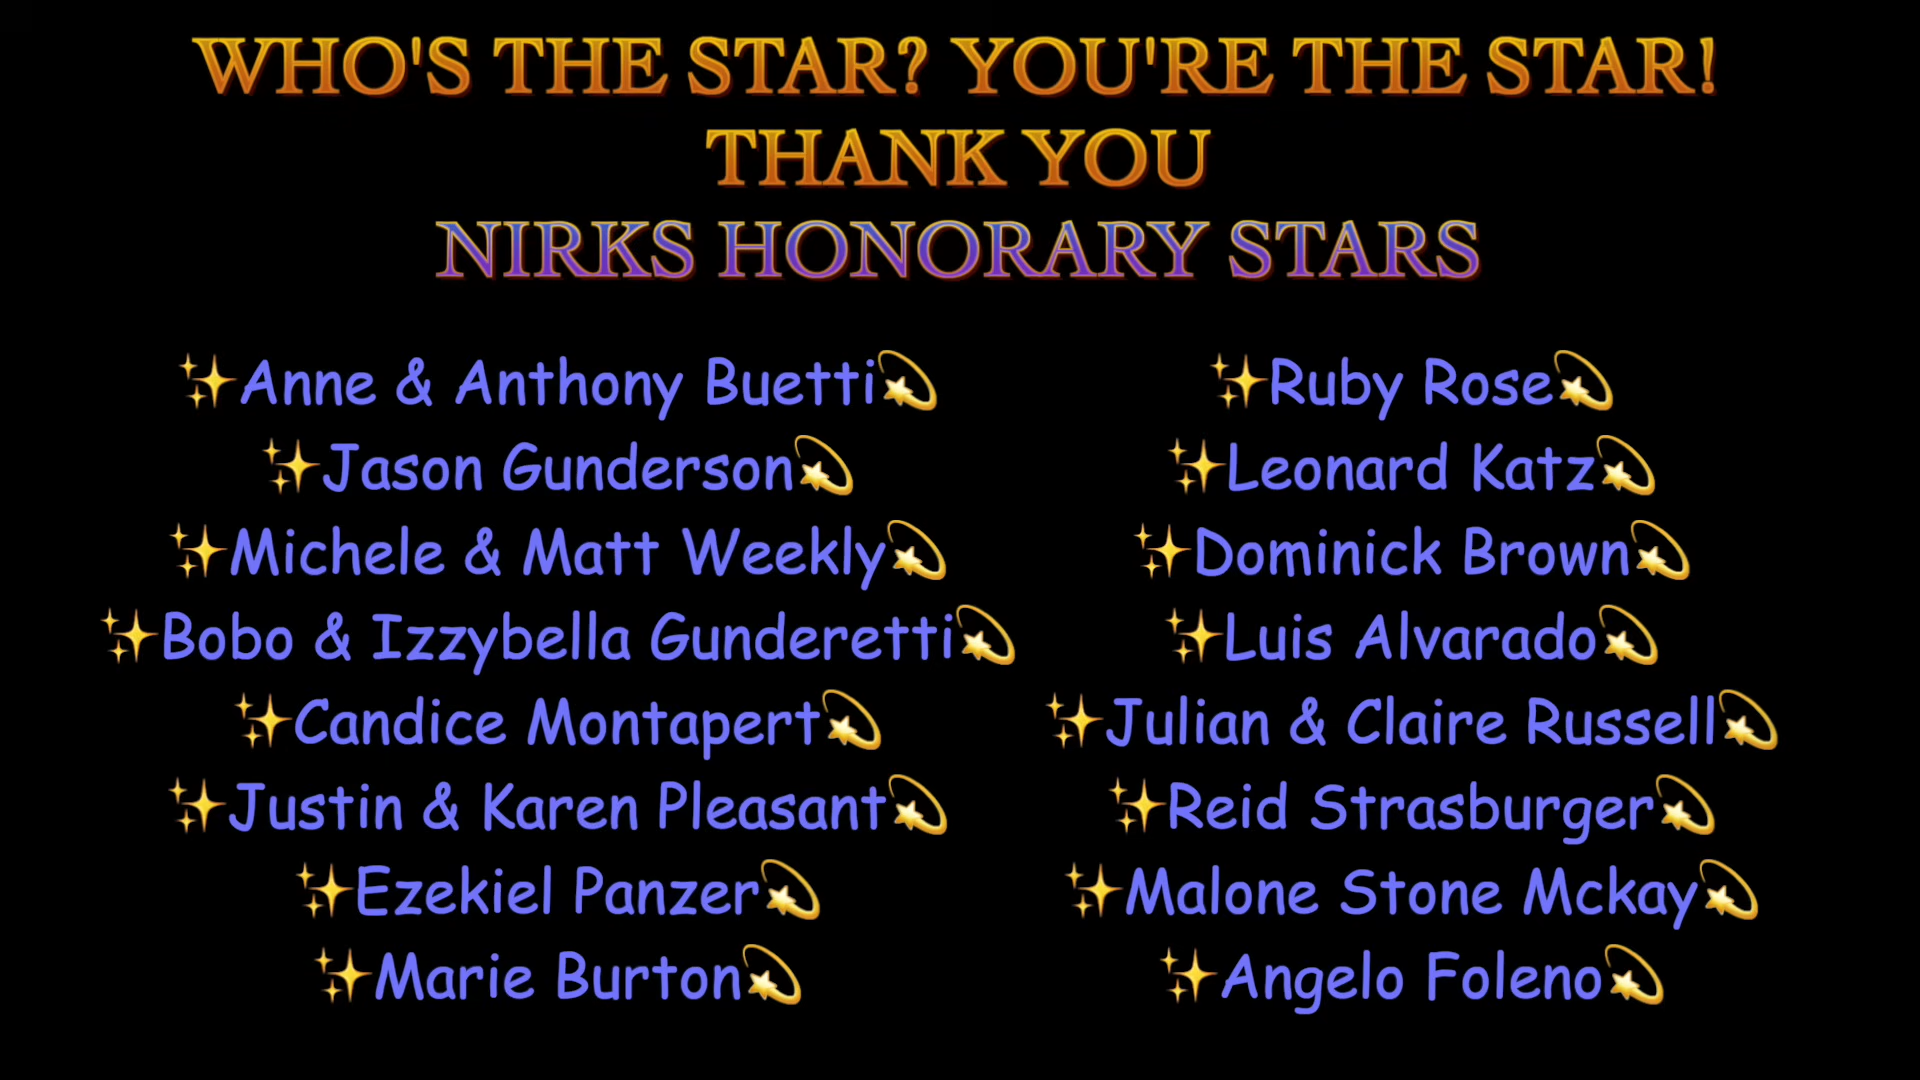 WHO'S THE STAR? YOU'RE THE STAR!
THANK YOU
NIRKS HONORARY STARS
✨Anne & Anthony Buetti💫
✨Jason Gunderson💫
✨Michele & Matt Weekly💫
✨Bobo & Izzybella Gunderetti💫
✨Candice Montapert💫
✨Justin & Karen Pleasant💫
✨Ezekiel Panzer💫
✨Marie Burton💫
✨Ruby Rose💫
✨Leonard Katz💫
✨Dominick Brown💫
✨Luis Alvarado💫
✨Julian & Claire Russell💫
✨Reid Strasburger💫
✨Malone Stone Mckay💫
✨Angelo Foleno💫